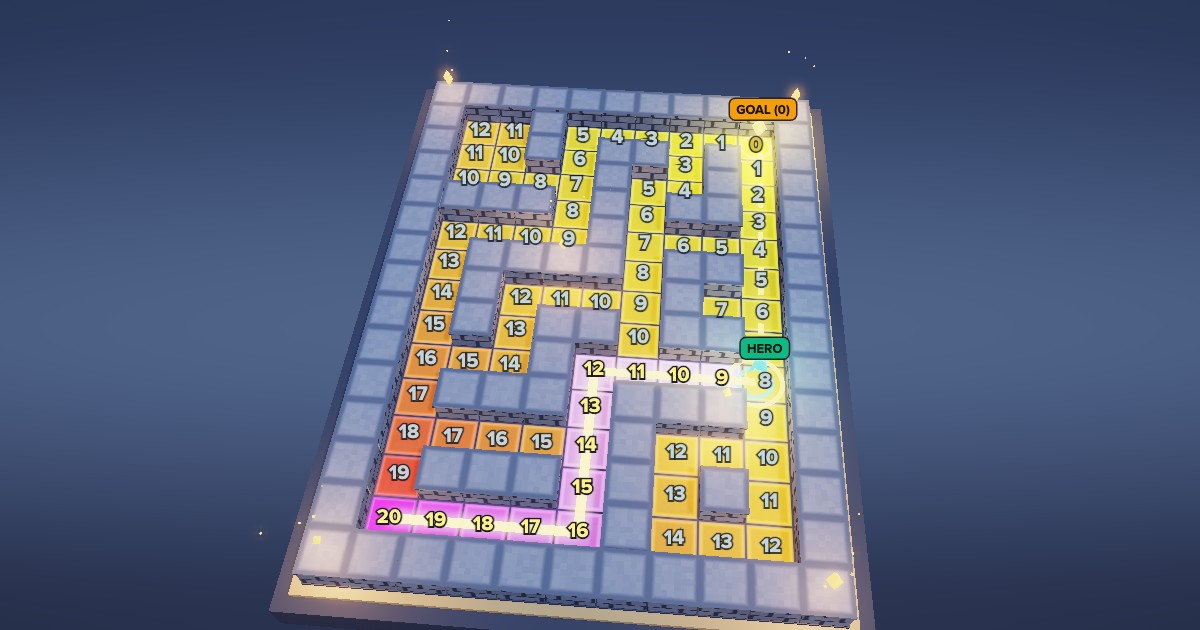 GOAL (0)
12 11 5 4 3 2 1 0
11 10 6 3 1
10 9 8 7 5 4 2
8 6 3
12 11 10 9 7 6 5 4
13 8 5
14 12 11 10 9 7 6
15 13 10
HERO
16 15 14 12 11 10 9 8
17 13 9
18 17 16 15 14 12 11 10
19 15 13 11
20 19 18 17 16 14 13 12